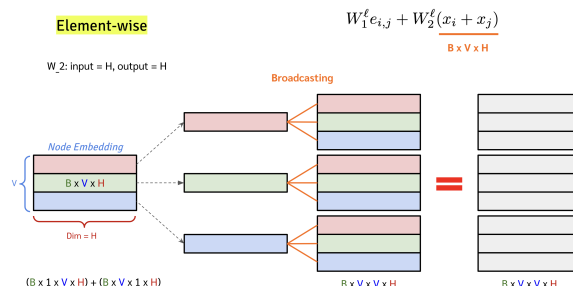 Element-wise
W_1^ℓ e_{i,j} + W_2^ℓ (x_i + x_j)
B x V x H
W_2: input = H, output = H
Broadcasting
Node Embedding
V
B x V x H
Dim = H
(B x 1 x V x H) + (B x V x 1 x H)
B x V x V x H
B x V x V x H